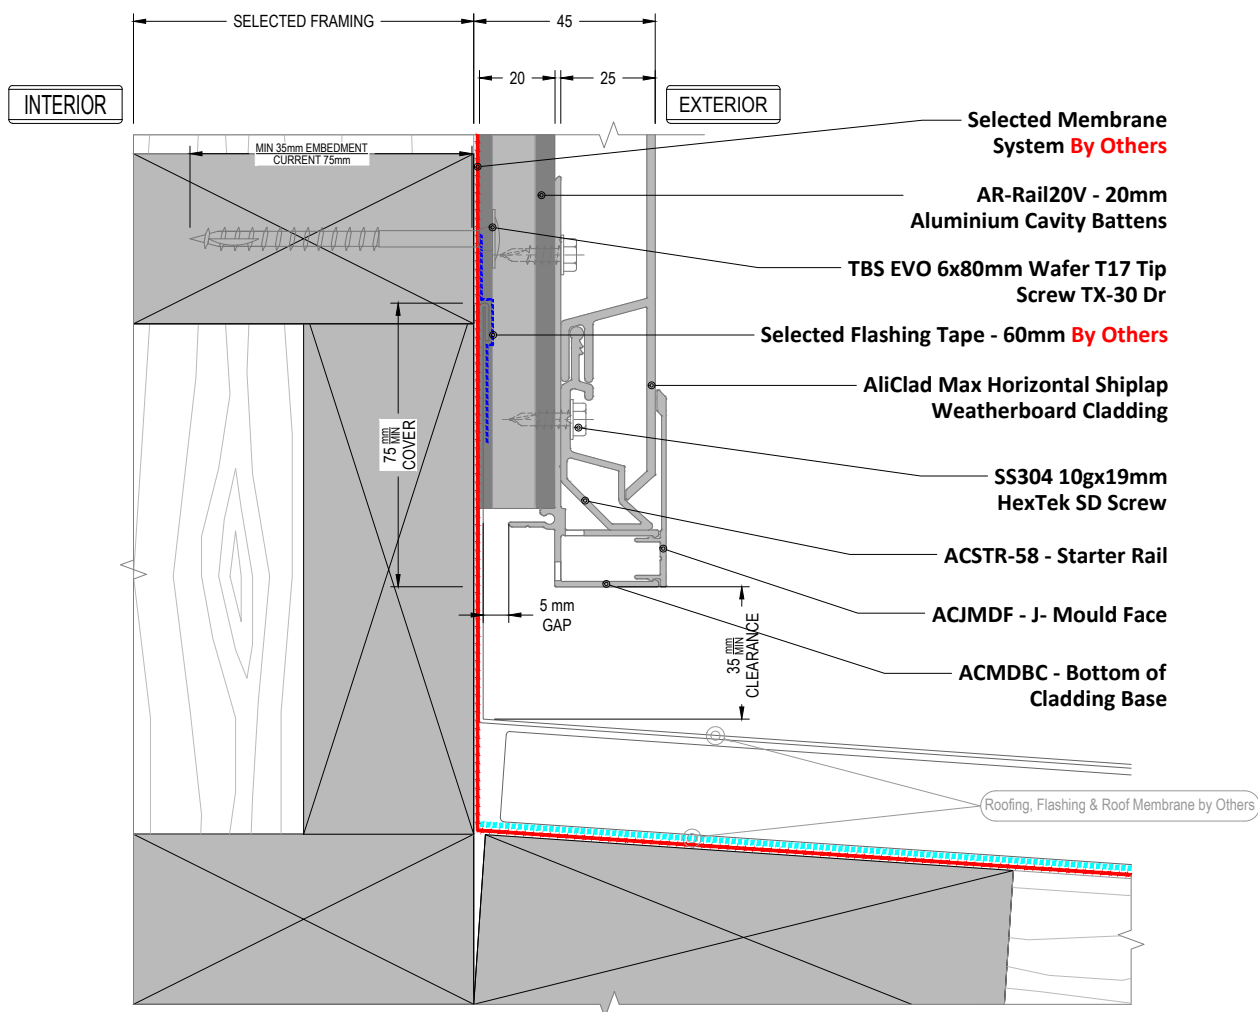 SELECTED FRAMING
45
20
25
INTERIOR
EXTERIOR
MIN 35mm EMBEDMENT
CURRENT 75mm
Selected Membrane
System By Others
AR-Rail20V - 20mm
Aluminium Cavity Battens
TBS EVO 6x80mm Wafer T17 Tip
Screw TX-30 Dr
Selected Flashing Tape - 60mm By Others
AliClad Max Horizontal Shiplap
Weatherboard Cladding
75 mm MIN
COVER
SS304 10gx19mm
HexTek SD Screw
ACSTR-58 - Starter Rail
5 mm
GAP
ACJMDF - J- Mould Face
35 mm MIN
CLEARANCE
ACMDBC - Bottom of
Cladding Base
Roofing, Flashing & Roof Membrane by Others